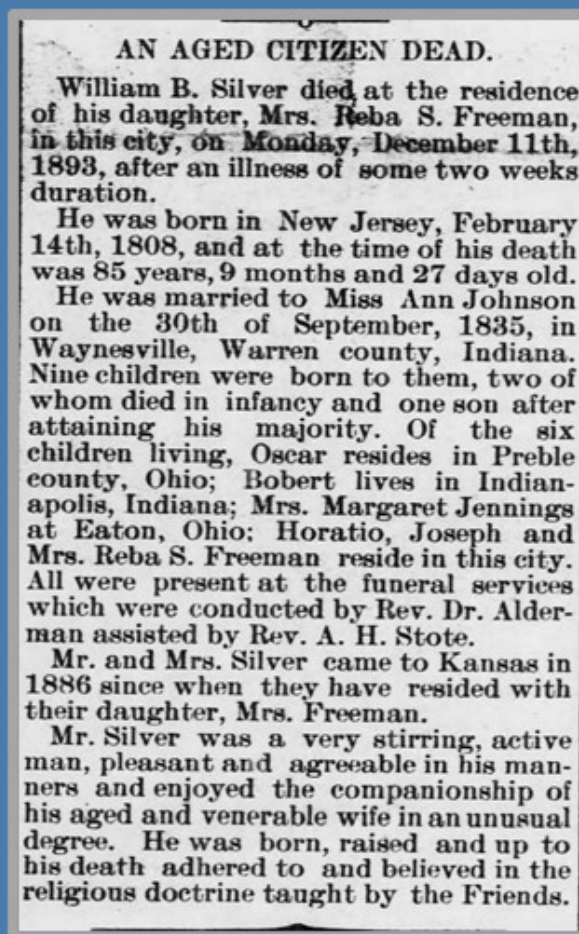 AN AGED CITIZEN DEAD.
William B. Silver died at the residence
of his daughter, Mrs. Reba S. Freeman,
in this city, on Monday, December 11th,
1893, after an illness of some two weeks
duration.
He was born in New Jersey, February
14th, 1808, and at the time of his death
was 85 years, 9 months and 27 days old.
He was married to Miss Ann Johnson
on the 30th of September, 1835, in
Waynesville, Warren county, Indiana.
Nine children were born to them, two of
whom died in infancy and one son after
attaining his majority. Of the six
children living, Oscar resides in Preble
county, Ohio; Bobert lives in Indian-
apolis, Indiana; Mrs. Margaret Jennings
at Eaton, Ohio: Horatio, Joseph and
Mrs. Reba S. Freeman reside in this city.
All were present at the funeral services
which were conducted by Rev. Dr. Alder-
man assisted by Rev. A. H. Stote.
Mr. and Mrs. Silver came to Kansas in
1886 since when they have resided with
their daughter, Mrs. Freeman.
Mr. Silver was a very stirring, active
man, pleasant and agreeable in his man-
ners and enjoyed the companionship of
his aged and venerable wife in an unusual
degree. He was born, raised and up to
his death adhered to and believed in the
religious doctrine taught by the Friends.